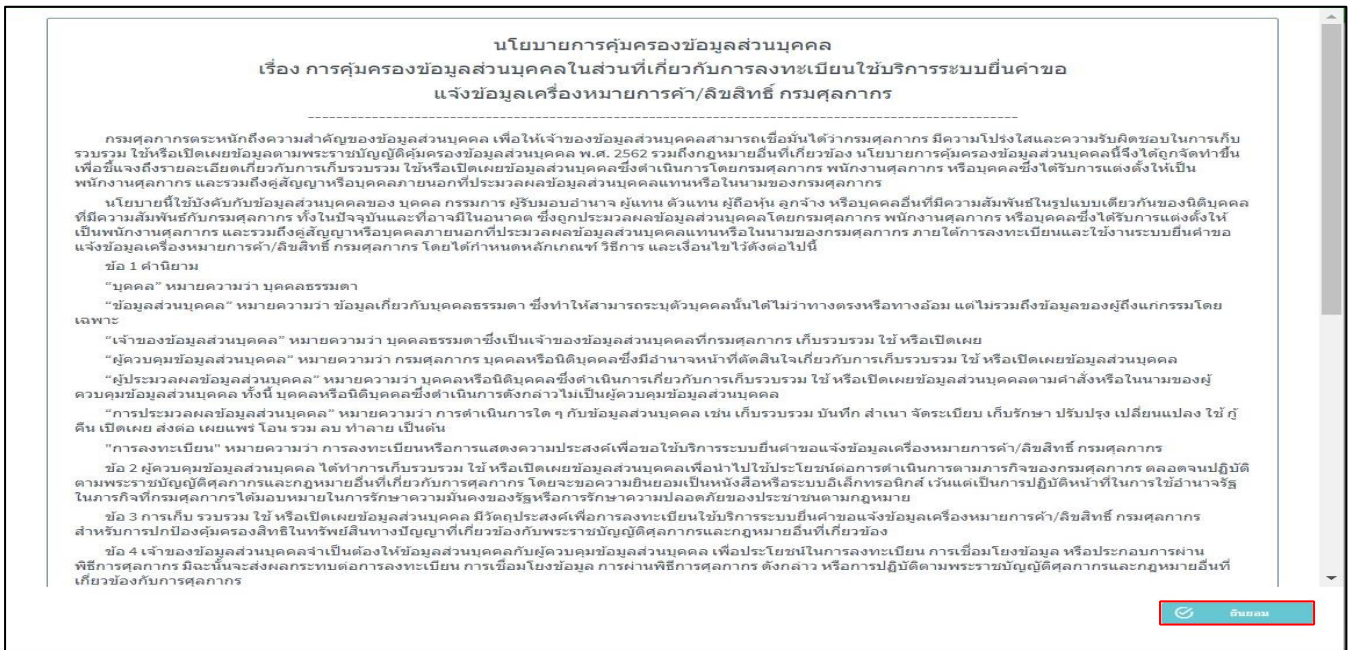 นโยบายการคุ้มครองข้อมูลส่วนบุคคล
เรื่อง การคุ้มครองข้อมูลส่วนบุคคลในส่วนที่เกี่ยวกับการลงทะเบียนใช้บริการระบบยื่นคำขอ
แจ้งข้อมูลเครื่องหมายการค้า/ลิขสิทธิ์ กรมศุลกากร
--------------------------------------------------------------------------------
กรมศุลกากรตระหนักถึงความสำคัญของข้อมูลส่วนบุคคล เพื่อให้เจ้าของข้อมูลส่วนบุคคลสามารถเชื่อมั่นได้ว่ากรมศุลกากร มีความโปร่งใสและความรับผิดชอบในการเก็บ
รวบรวม ใช้หรือเปิดเผยข้อมูลตามพระราชบัญญัติคุ้มครองข้อมูลส่วนบุคคล พ.ศ. 2562 รวมถึงกฎหมายอื่นที่เกี่ยวข้อง นโยบายการคุ้มครองข้อมูลส่วนบุคคลนี้จึงได้ถูกจัดทำขึ้น
เพื่อชี้แจงถึงรายละเอียดเกี่ยวกับการเก็บรวบรวม ใช้หรือเปิดเผยข้อมูลส่วนบุคคลซึ่งดำเนินการโดยกรมศุลกากร พนักงานศุลกากร หรือบุคคลซึ่งได้รับการแต่งตั้งให้เป็น
พนักงานศุลกากร และรวมถึงคู่สัญญาหรือบุคคลภายนอกที่ประมวลผลข้อมูลส่วนบุคคลแทนหรือในนามของกรมศุลกากร
นโยบายนี้ใช้บังคับกับข้อมูลส่วนบุคคลของ บุคคล กรรมการ ผู้รับมอบอำนาจ ผู้แทน ตัวแทน ผู้ถือหุ้น ลูกจ้าง หรือบุคคลอื่นที่มีความสัมพันธ์ในรูปแบบเดียวกันของนิติบุคคล
ที่มีความสัมพันธ์กับกรมศุลกากร ทั้งในปัจจุบันและที่อาจมีในอนาคต ซึ่งถูกประมวลผลข้อมูลส่วนบุคคลโดยกรมศุลกากร พนักงานศุลกากร หรือบุคคลซึ่งได้รับการแต่งตั้งให้
เป็นพนักงานศุลกากร และรวมถึงคู่สัญญาหรือบุคคลภายนอกที่ประมวลผลข้อมูลส่วนบุคคลแทนหรือในนามของกรมศุลกากร ภายใต้การลงทะเบียนและใช้งานระบบยื่นคำขอ
แจ้งข้อมูลเครื่องหมายการค้า/ลิขสิทธิ์ กรมศุลกากร โดยได้กำหนดหลักเกณฑ์ วิธีการ และเงื่อนไขไว้ดังต่อไปนี้
ข้อ 1 คำนิยาม
"บุคคล" หมายความว่า บุคคลธรรมดา
"ข้อมูลส่วนบุคคล" หมายความว่า ข้อมูลเกี่ยวกับบุคคลธรรมดา ซึ่งทำให้สามารถระบุตัวบุคคลนั้นได้ไม่ว่าทางตรงหรือทางอ้อม แต่ไม่รวมถึงข้อมูลของผู้ถึงแก่กรรมโดย
เฉพาะ
"เจ้าของข้อมูลส่วนบุคคล" หมายความว่า บุคคลธรรมดาซึ่งเป็นเจ้าของข้อมูลส่วนบุคคลที่กรมศุลกากร เก็บรวบรวม ใช้ หรือเปิดเผย
"ผู้ควบคุมข้อมูลส่วนบุคคล" หมายความว่า กรมศุลกากร บุคคลหรือนิติบุคคลซึ่งมีอำนาจหน้าที่ตัดสินใจเกี่ยวกับการเก็บรวบรวม ใช้ หรือเปิดเผยข้อมูลส่วนบุคคล
"ผู้ประมวลผลข้อมูลส่วนบุคคล" หมายความว่า บุคคลหรือนิติบุคคลซึ่งดำเนินการเกี่ยวกับการเก็บรวบรวม ใช้ หรือเปิดเผยข้อมูลส่วนบุคคลตามคำสั่งหรือในนามของผู้
ควบคุมข้อมูลส่วนบุคคล ทั้งนี้ บุคคลหรือนิติบุคคลซึ่งดำเนินการดังกล่าวไม่เป็นผู้ควบคุมข้อมูลส่วนบุคคล
"การประมวลผลข้อมูลส่วนบุคคล" หมายความว่า การดำเนินการใด ๆ กับข้อมูลส่วนบุคคล เช่น เก็บรวบรวม บันทึก สำเนา จัดระเบียบ เก็บรักษา ปรับปรุง เปลี่ยนแปลง ใช้ กู้
คืน เปิดเผย ส่งต่อ เผยแพร่ โอน รวม ลบ ทำลาย เป็นต้น
"การลงทะเบียน" หมายความว่า การลงทะเบียนหรือการแสดงความประสงค์เพื่อขอใช้บริการระบบยื่นคำขอแจ้งข้อมูลเครื่องหมายการค้า/ลิขสิทธิ์ กรมศุลกากร
ข้อ 2 ผู้ควบคุมข้อมูลส่วนบุคคล ได้ทำการเก็บรวบรวม ใช้ หรือเปิดเผยข้อมูลส่วนบุคคลเพื่อนำไปใช้ประโยชน์ต่อการดำเนินการตามภารกิจของกรมศุลกากร ตลอดจนปฏิบัติ
ตามพระราชบัญญัติศุลกากรและกฎหมายอื่นที่เกี่ยวกับการศุลกากร โดยจะขอความยินยอมเป็นหนังสือหรือระบบอิเล็กทรอนิกส์ เว้นแต่เป็นการปฏิบัติหน้าที่ในการใช้อำนาจรัฐ
ในภารกิจที่กรมศุลกากรได้มอบหมายในการรักษาความมั่นคงของรัฐหรือการรักษาความปลอดภัยของประชาชนตามกฎหมาย
ข้อ 3 การเก็บ รวบรวม ใช้ หรือเปิดเผยข้อมูลส่วนบุคคล มีวัตถุประสงค์เพื่อการลงทะเบียนใช้บริการระบบยื่นคำขอแจ้งข้อมูลเครื่องหมายการค้า/ลิขสิทธิ์ กรมศุลกากร
สำหรับการปกป้องคุ้มครองสิทธิในทรัพย์สินทางปัญญาที่เกี่ยวข้องกับพระราชบัญญัติศุลกากรและกฎหมายอื่นที่เกี่ยวข้อง
ข้อ 4 เจ้าของข้อมูลส่วนบุคคลจำเป็นต้องให้ข้อมูลส่วนบุคคลกับผู้ควบคุมข้อมูลส่วนบุคคล เพื่อประโยชน์ในการลงทะเบียน การเชื่อมโยงข้อมูล หรือประกอบการผ่าน
พิธีการศุลกากร มิฉะนั้นจะส่งผลกระทบต่อการลงทะเบียน การเชื่อมโยงข้อมูล การผ่านพิธีการศุลกากร ดังกล่าว หรือการปฏิบัติตามพระราชบัญญัติศุลกากรและกฎหมายอื่นที่
เกี่ยวข้องกับการศุลกากร
ยินยอม